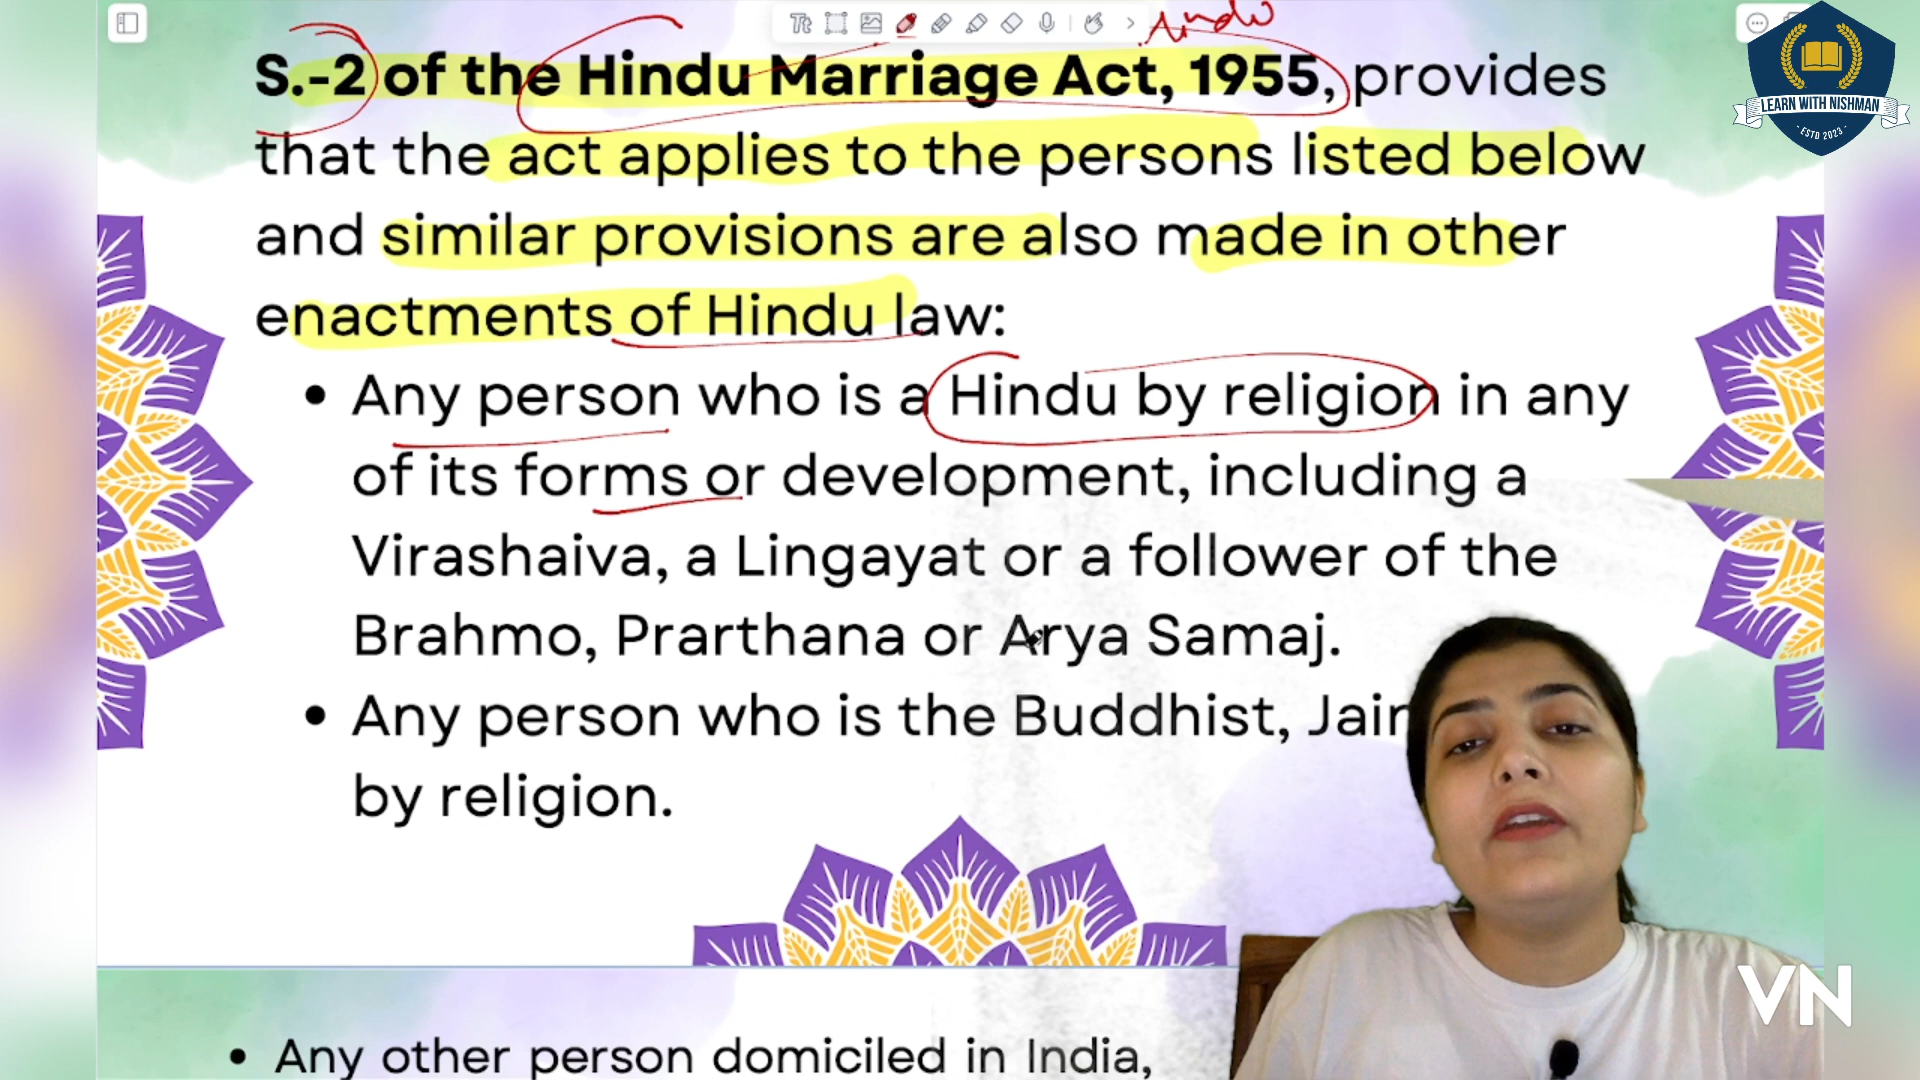 Tt
Hindu
S.-2 of the Hindu Marriage Act, 1955, provides
that the act applies to the persons listed below
and similar provisions are also made in other
enactments of Hindu law:
• Any person who is a Hindu by religion in any
of its forms or development, including a
Virashaiva, a Lingayat or a follower of the
Brahmo, Prarthana or Arya Samaj.
• Any person who is the Buddhist, Jain
by religion.
• Any other person domiciled in India,
LEARN WITH NISHMAN
- ESTD 2023 -
VN